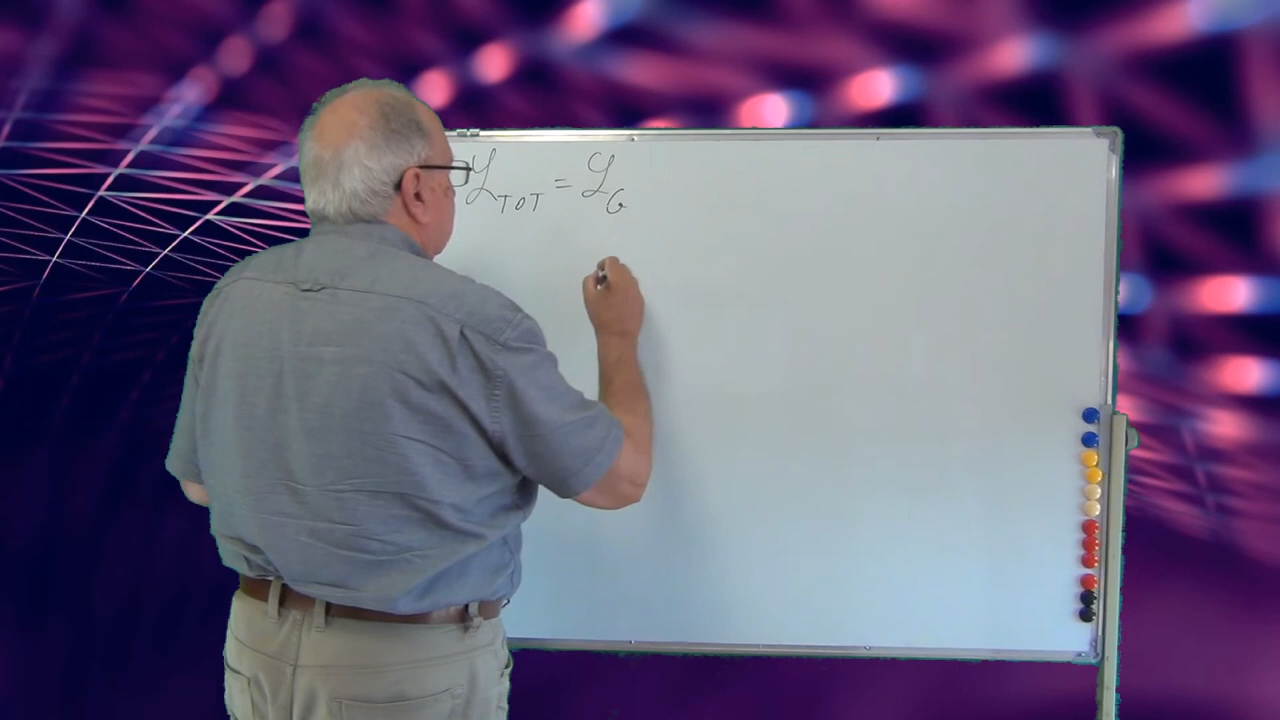 ℒ_TOT = ℒ_G